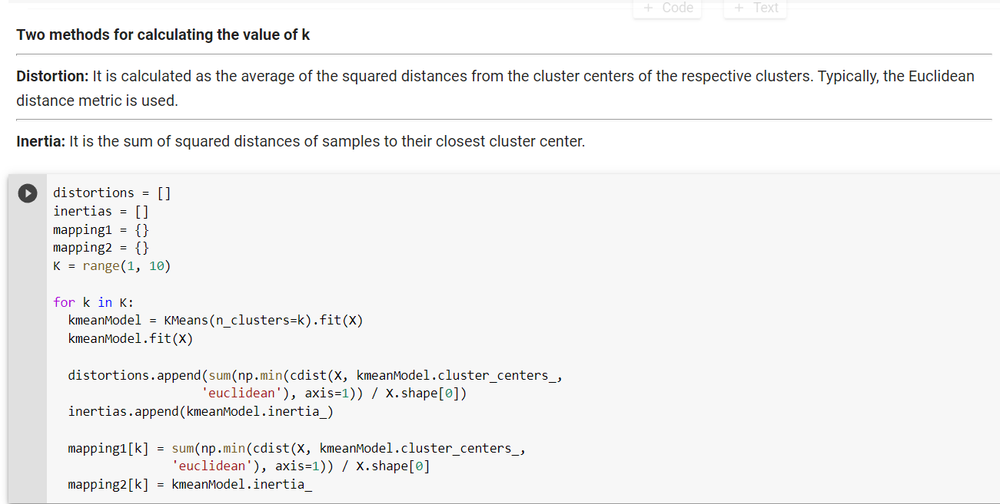 + Code + Text
Two methods for calculating the value of k
Distortion: It is calculated as the average of the squared distances from the cluster centers of the respective clusters. Typically, the Euclidean
distance metric is used.
Inertia: It is the sum of squared distances of samples to their closest cluster center.
distortions = []
inertias = []
mapping1 = {}
mapping2 = {}
K = range(1, 10)
for k in K:
  kmeanModel = KMeans(n_clusters=k).fit(X)
  kmeanModel.fit(X)
  distortions.append(sum(np.min(cdist(X, kmeanModel.cluster_centers_,
                    'euclidean'), axis=1)) / X.shape[0])
  inertias.append(kmeanModel.inertia_)
  mapping1[k] = sum(np.min(cdist(X, kmeanModel.cluster_centers_,
                'euclidean'), axis=1)) / X.shape[0]
  mapping2[k] = kmeanModel.inertia_